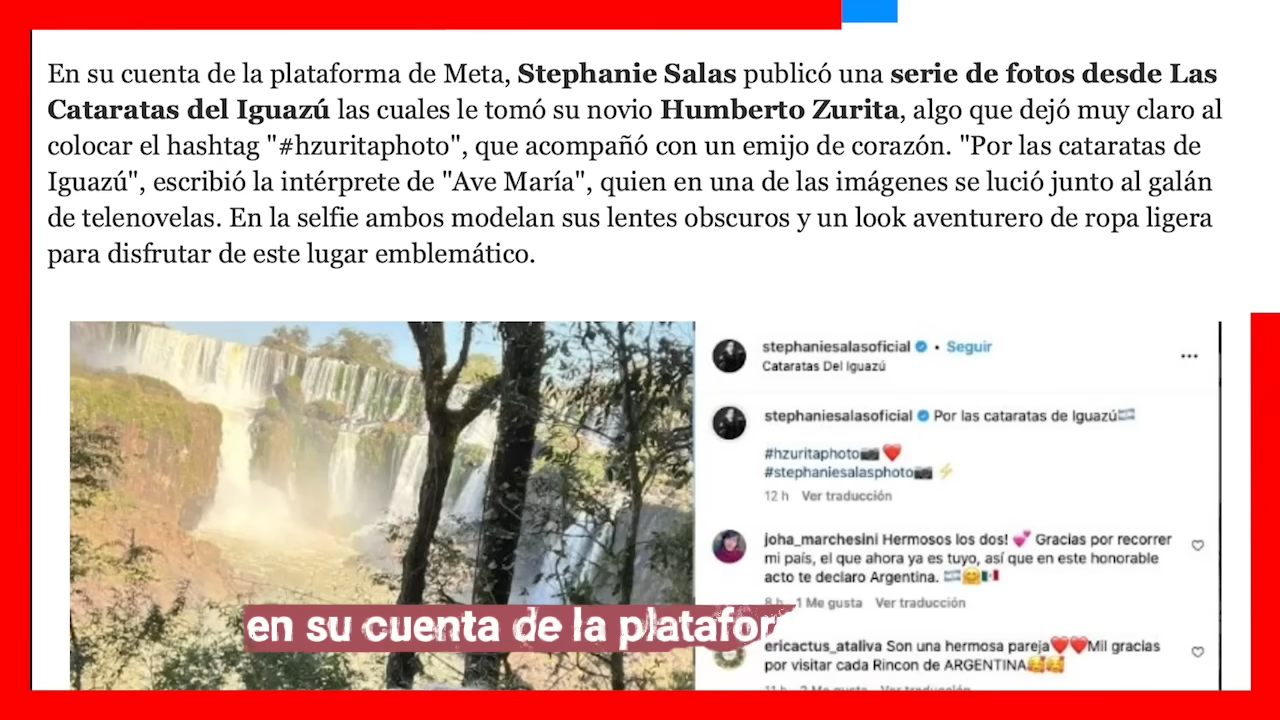 En su cuenta de la plataforma de Meta, Stephanie Salas publicó una serie de fotos desde Las
Cataratas del Iguazú las cuales le tomó su novio Humberto Zurita, algo que dejó muy claro al
colocar el hashtag "#hzuritaphoto", que acompañó con un emijo de corazón. "Por las cataratas de
Iguazú", escribió la intérprete de "Ave María", quien en una de las imágenes se lució junto al galán
de telenovelas. En la selfie ambos modelan sus lentes obscuros y un look aventurero de ropa ligera
para disfrutar de este lugar emblemático.
stephaniesalasoficial • Seguir
Cataratas Del Iguazú
stephaniesalasoficial Por las cataratas de Iguazú🇦🇷
#hzuritaphoto📷❤️
#stephaniesalasphoto📷⚡
12 h Ver traducción
joha_marchesini Hermosos los dos! 💕 Gracias por recorrer
mi país, el que ahora ya es tuyo, así que en este honorable
acto te declaro Argentina. 🇦🇷🤗🇲🇽
8 h 1 Me gusta Ver traducción
en su cuenta de la platafor
ericactus_ataliva Son una hermosa pareja❤️❤️Mil gracias
por visitar cada Rincon de ARGENTINA🥰🥰
11 h 2 Me gusta Ver traducción